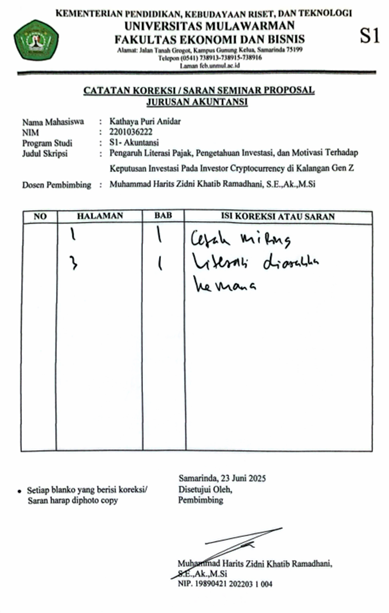 KEMENTERIAN PENDIDIKAN, KEBUDAYAAN RISET, DAN TEKNOLOGI
UNIVERSITAS MULAWARMAN
FAKULTAS EKONOMI DAN BISNIS
S1
Alamat: Jalan Tanah Grogot, Kampus Gunung Kelua, Samarinda 75199
Telepon (0541) 738913-738915-738916
Laman feb.unmul.ac.id
CATATAN KOREKSI / SARAN SEMINAR PROPOSAL
JURUSAN AKUNTANSI
Nama Mahasiswa : Kathaya Puri Anidar
NIM : 2201036222
Program Studi : S1- Akuntansi
Judul Skripsi : Pengaruh Literasi Pajak, Pengetahuan Investasi, dan Motivasi Terhadap
Keputusan Investasi Pada Investor Cryptocurrency di Kalangan Gen Z
Dosen Pembimbing : Muhammad Harits Zidni Khatib Ramadhani, S.E.,Ak.,M.Si
NO HALAMAN BAB ISI KOREKSI ATAU SARAN
1 1 Cetak miring
3 1 Literasi
kemana
Samarinda, 23 Juni 2025
• Setiap blanko yang berisi koreksi/ Disetujui Oleh,
Saran harap diphoto copy Pembimbing
Muhammad Harits Zidni Khatib Ramadhani,
S.E.,Ak.,M.Si
NIP. 19890421 202203 1 004